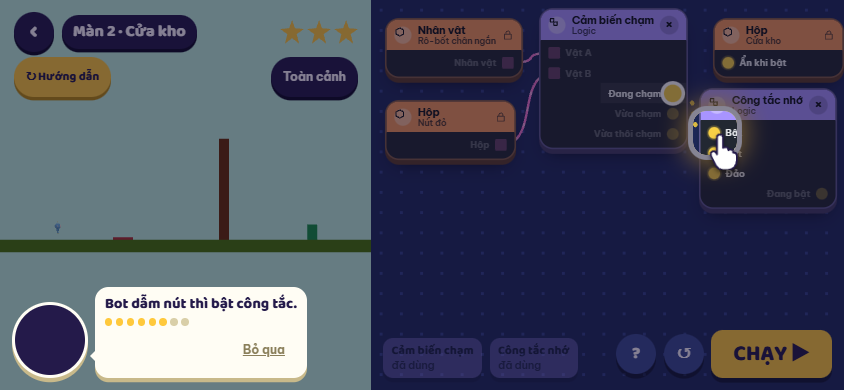 Màn 2 · Cửa kho
Hướng dẫn
Toàn cảnh
Bot dẫm nút thì bật công tắc.
Bỏ qua
Nhân vật
Rô-bốt chân ngắn
Nhân vật
Hộp
Nút đỏ
Hộp
Cảm biến chạm
Logic
Vật A
Vật B
Đang chạm
Vừa chạm
Vừa thôi chạm
Hộp
Cửa kho
Ẩn khi bật
Công tắc nhớ
Logic
Đảo
Đang bật
Cảm biến chạm
đã dùng
Công tắc nhớ
đã dùng
?
CHẠY